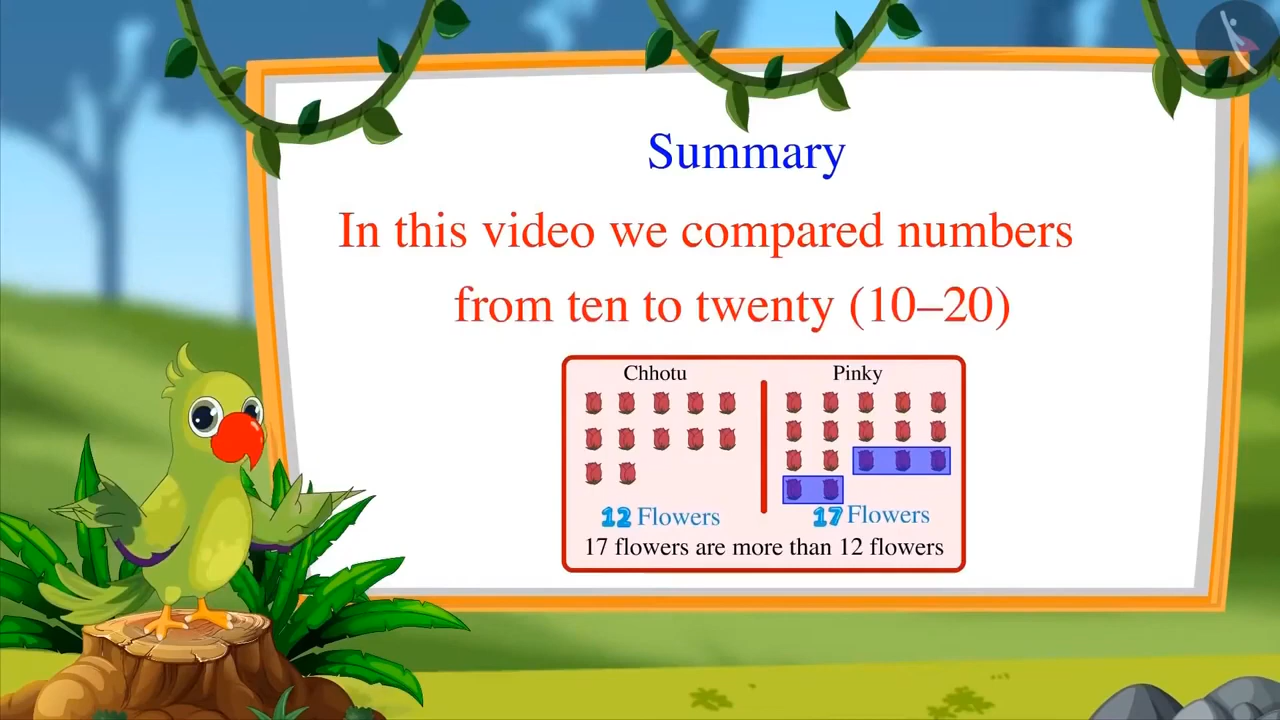 Summary
In this video we compared numbers
from ten to twenty (10–20)
Chhotu
Pinky
12 Flowers
17 Flowers
17 flowers are more than 12 flowers